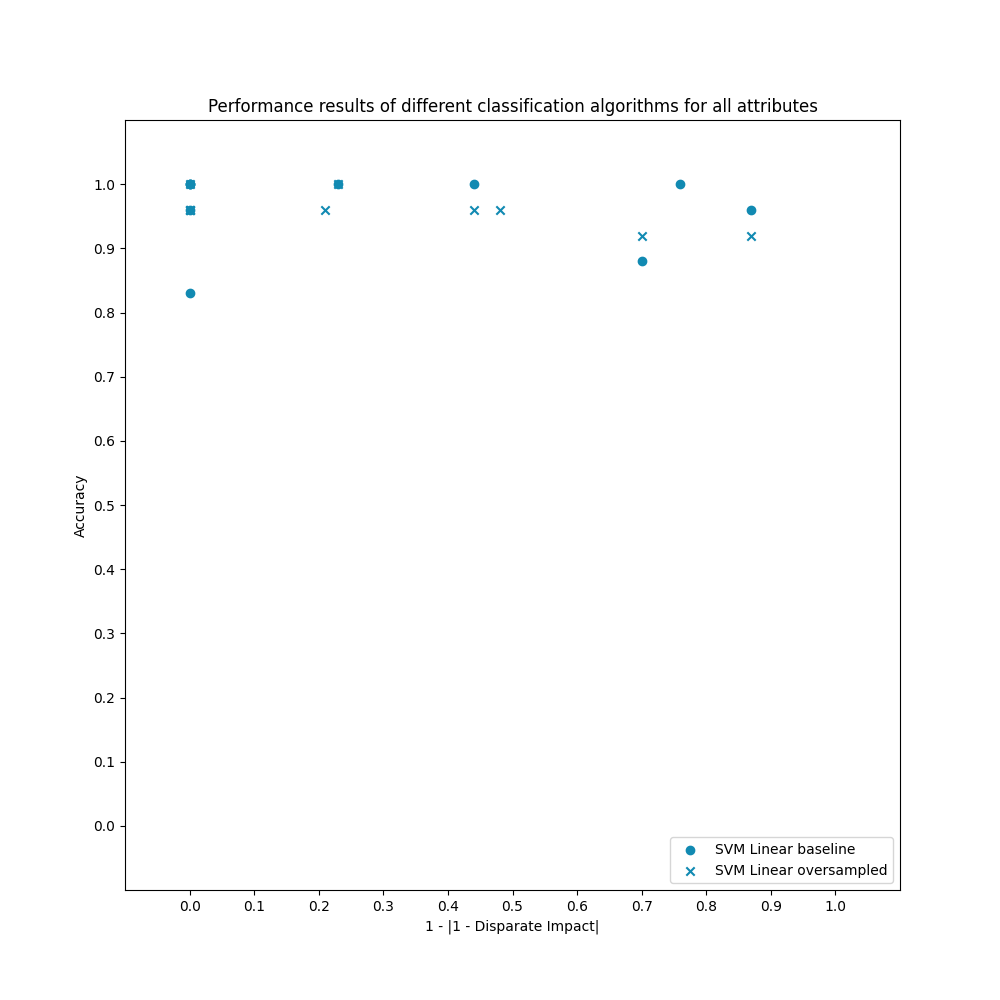 Performance results of different classification algorithms for all attributes
1.0
0.9
0.8
0.7
0.6
0.5
0.4
0.3
0.2
0.1
0.0
Accuracy
SVM Linear baseline
SVM Linear oversampled
0.0 0.1 0.2 0.3 0.4 0.5 0.6 0.7 0.8 0.9 1.0
1 - |1 - Disparate Impact|